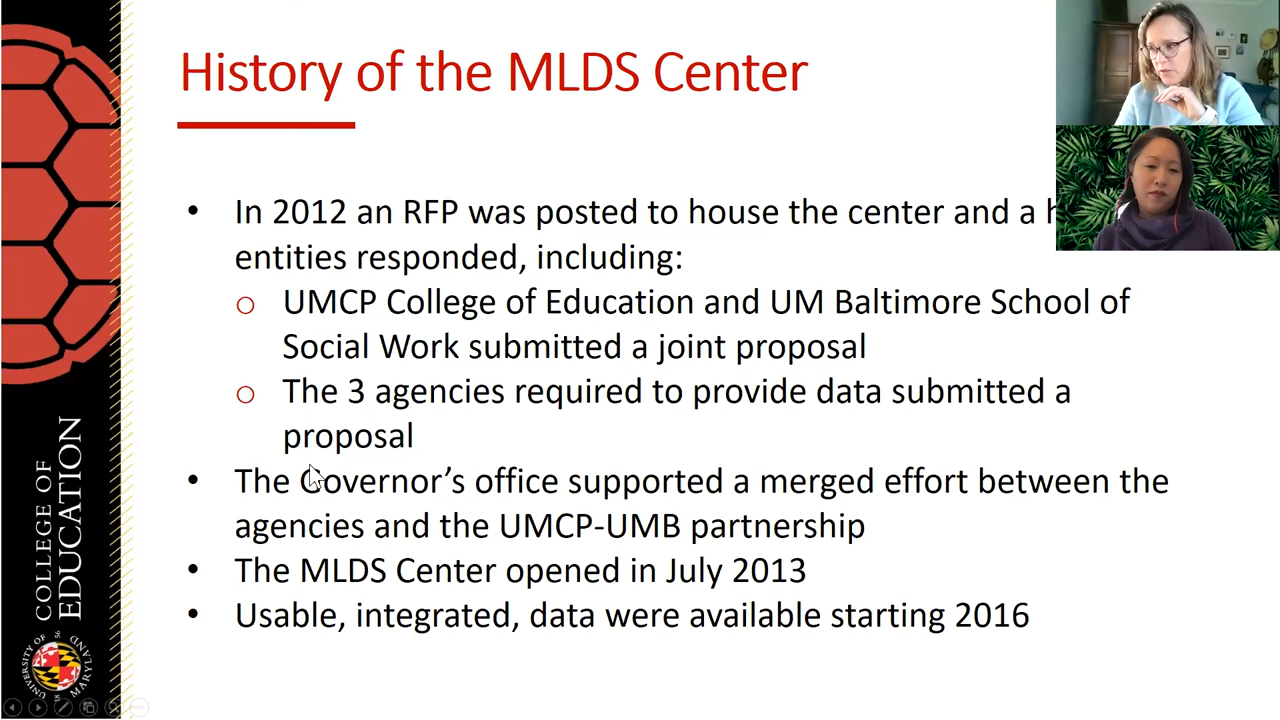 History of the MLDS Center
• In 2012 an RFP was posted to house the center and a
entities responded, including:
o UMCP College of Education and UM Baltimore School of
Social Work submitted a joint proposal
o The 3 agencies required to provide data submitted a
proposal
• The Governor’s office supported a merged effort between the
agencies and the UMCP-UMB partnership
• The MLDS Center opened in July 2013
• Usable, integrated, data were available starting 2016
COLLEGE OF
EDUCATION
UNIVERSITY OF
MARYLAND
18 56